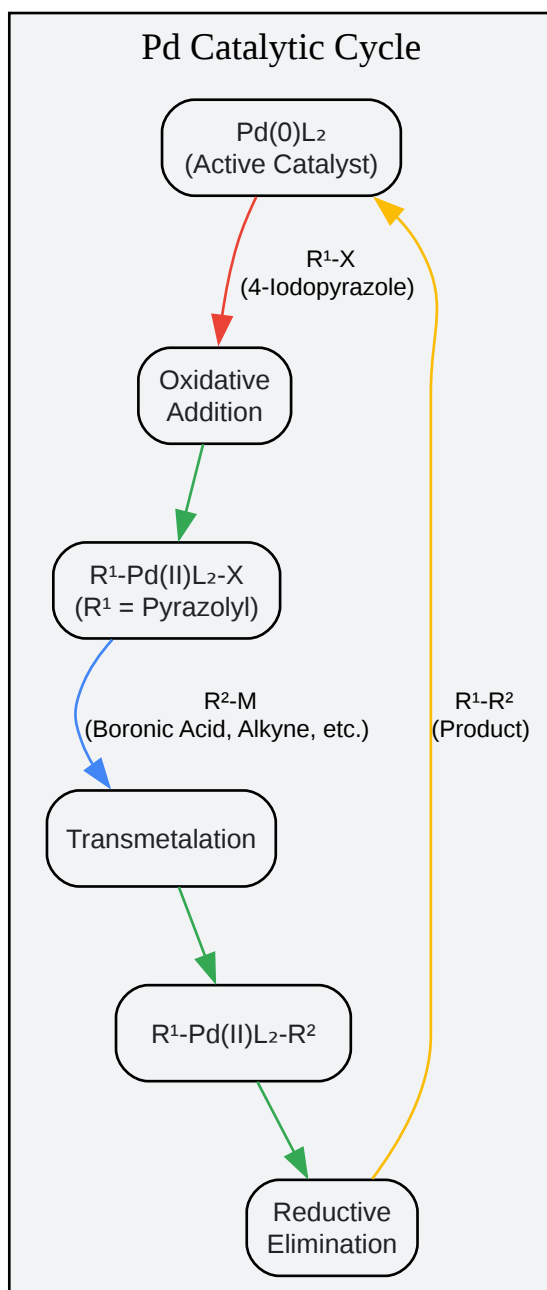 Pd Catalytic Cycle
Pd(0)L₂
(Active Catalyst)
R¹-X
(4-Iodopyrazole)
Oxidative
Addition
R¹-Pd(II)L₂-X
(R¹ = Pyrazolyl)
R²-M
(Boronic Acid, Alkyne, etc.)
R¹-R²
(Product)
Transmetalation
R¹-Pd(II)L₂-R²
Reductive
Elimination